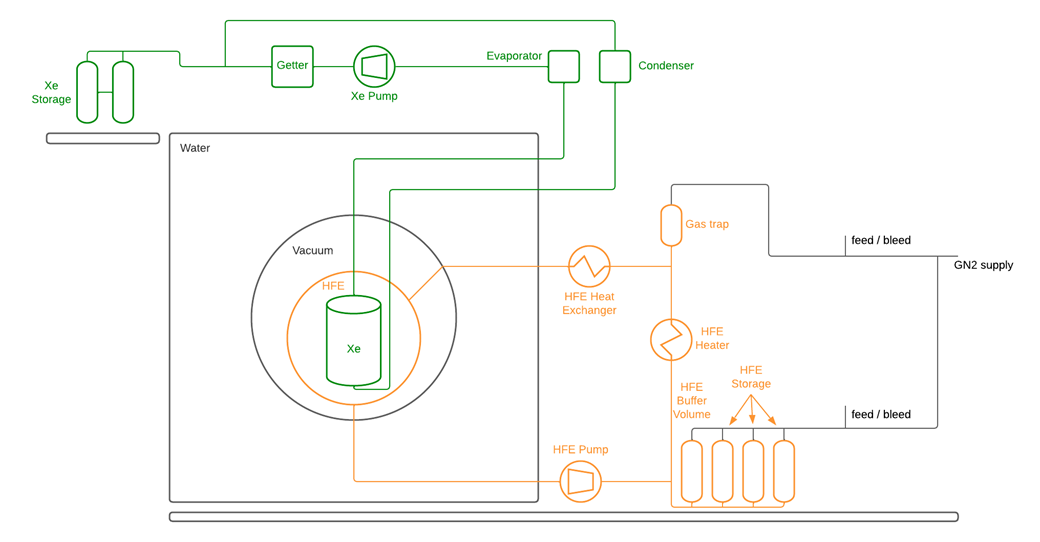 Evaporator
Getter
Condenser
Xe
Storage
Xe Pump
Water
Gas trap
feed / bleed
Vacuum
GN2 supply
HFE
HFE Heat
Exchanger
HFE
Heater
Xe
HFE
Storage
HFE
Buffer
Volume
feed / bleed
HFE Pump